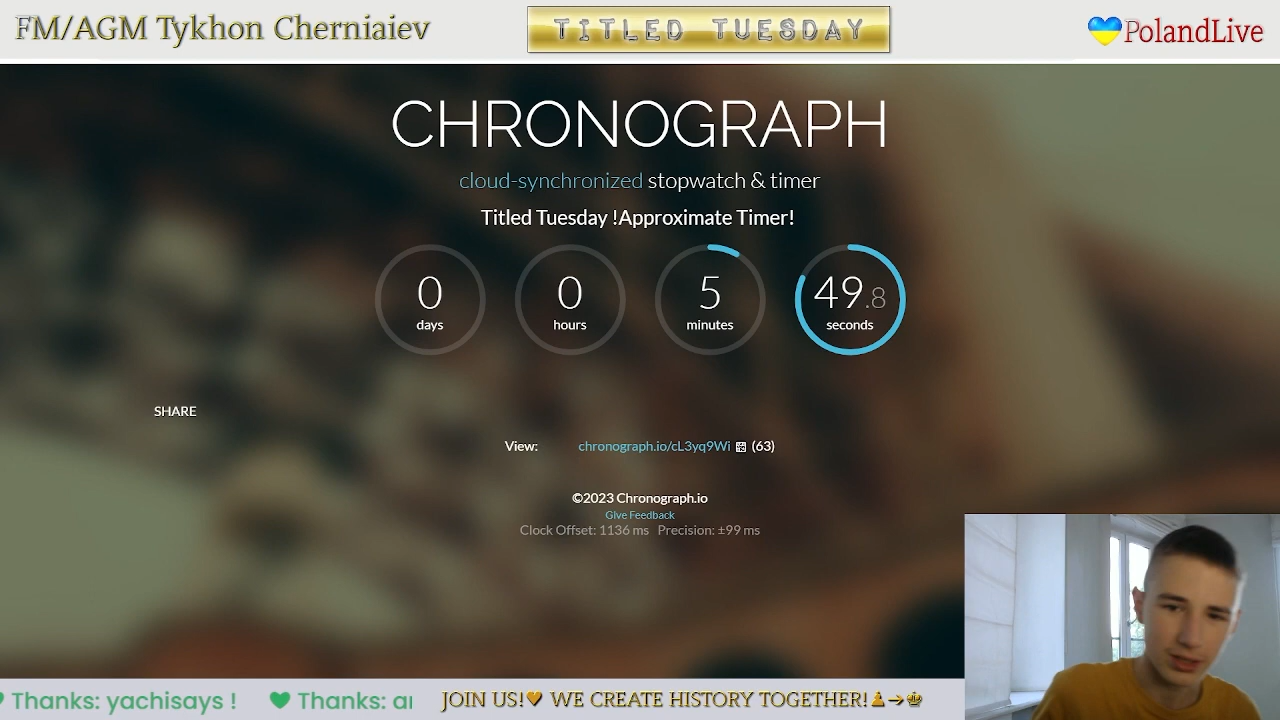 FM/AGM Tykhon Cherniaiev
TITLED TUESDAY
PolandLive
CHRONOGRAPH
cloud-synchronized stopwatch & timer
Titled Tuesday !Approximate Timer!
0 days
0 hours
5 minutes
49.8 seconds
SHARE
View: chronograph.io/cL3yq9Wi (63)
©2023 Chronograph.io
Give Feedback
Clock Offset: 1136 ms Precision: ±99 ms
Thanks: yachisays ! Thanks:
JOIN US!🧡 WE CREATE HISTORY TOGETHER!♟→♚